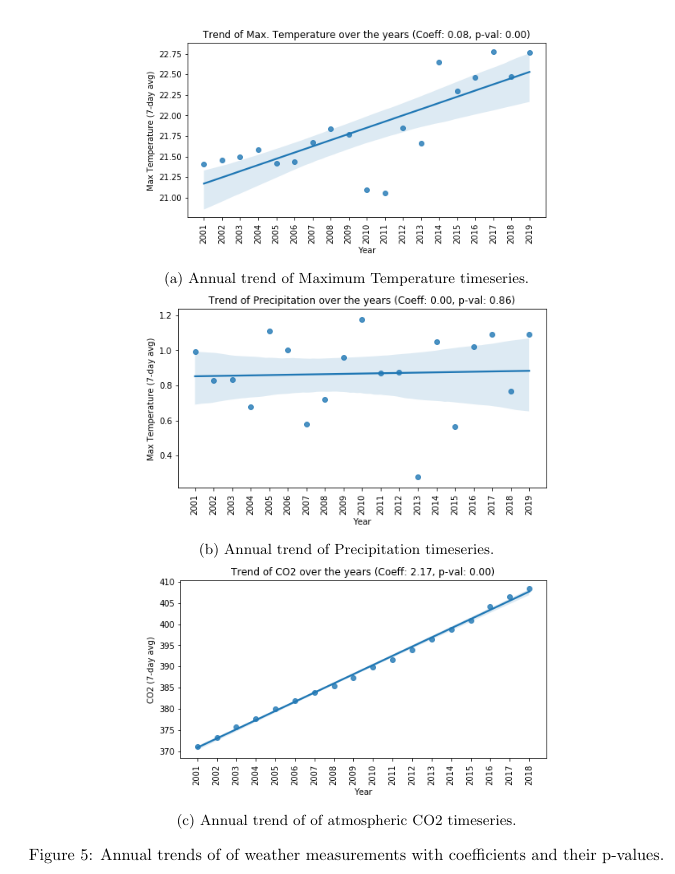 Trend of Max. Temperature over the years (Coeff: 0.08, p-val: 0.00)
22.75
22.50
22.25
22.00
21.75
21.50
21.25
21.00
Max Temperature (7-day avg)
2001 2002 2003 2004 2005 2006 2007 2008 2009 2010 2011 2012 2013 2014 2015 2016 2017 2018 2019
Year
(a) Annual trend of Maximum Temperature timeseries.
Trend of Precipitation over the years (Coeff: 0.00, p-val: 0.86)
1.2
1.0
0.8
0.6
0.4
Max Temperature (7-day avg)
2001 2002 2003 2004 2005 2006 2007 2008 2009 2010 2011 2012 2013 2014 2015 2016 2017 2018 2019
Year
(b) Annual trend of Precipitation timeseries.
Trend of CO2 over the years (Coeff: 2.17, p-val: 0.00)
410
405
400
395
390
385
380
375
370
CO2 (7-day avg)
2001 2002 2003 2004 2005 2006 2007 2008 2009 2010 2011 2012 2013 2014 2015 2016 2017 2018
Year
(c) Annual trend of of atmospheric CO2 timeseries.
Figure 5: Annual trends of of weather measurements with coefficients and their p-values.